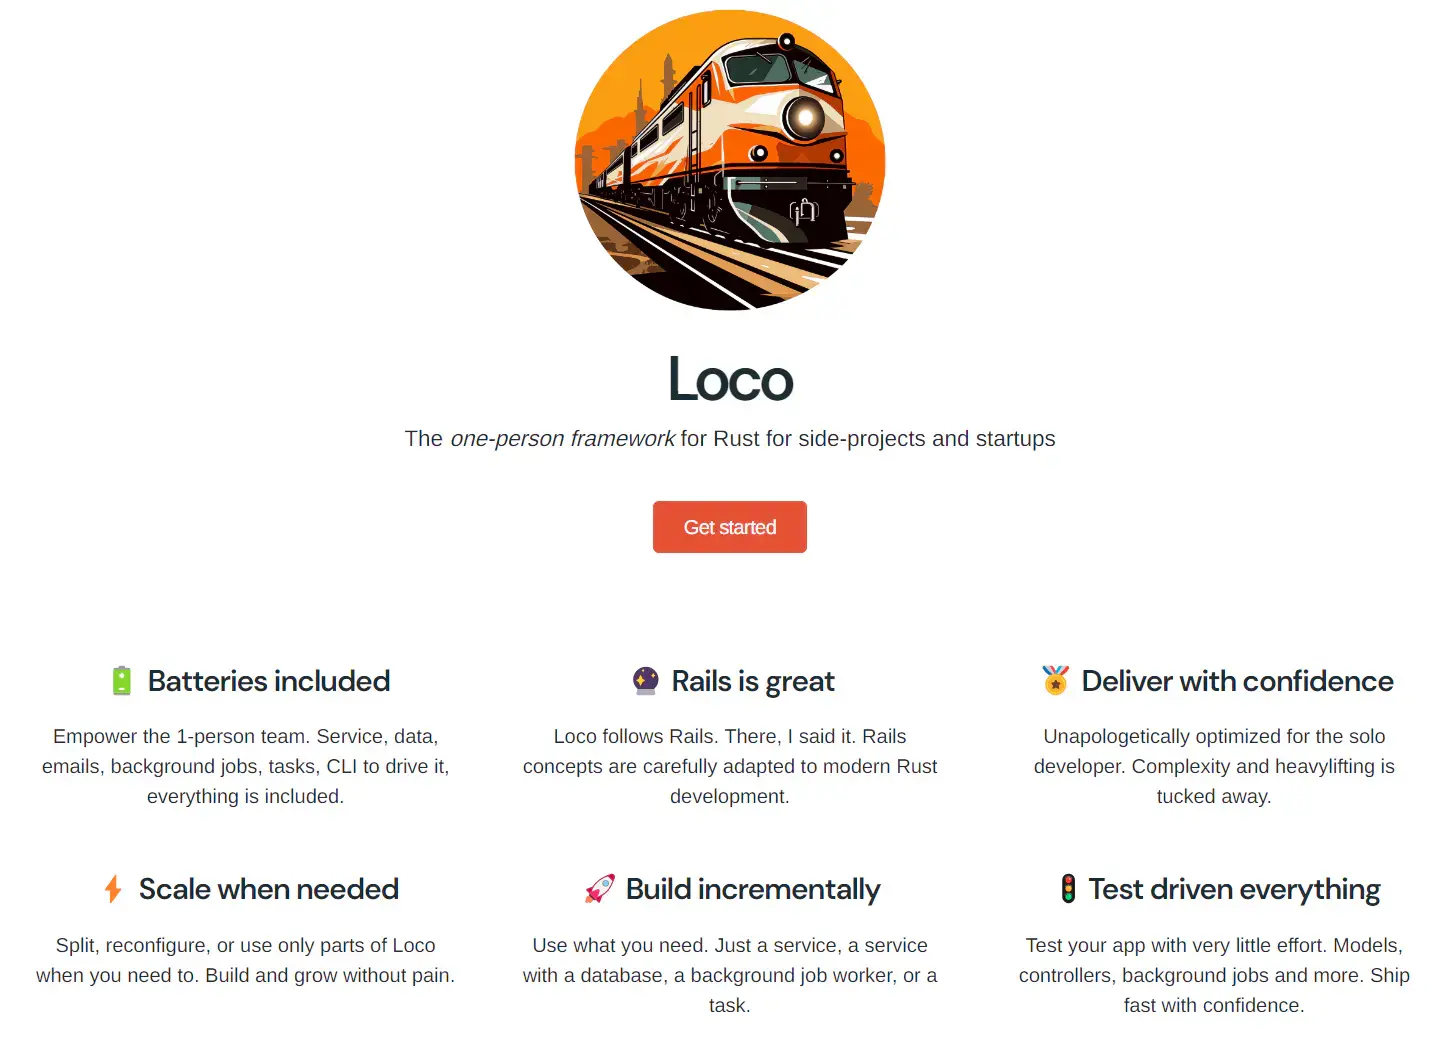 Loco
The one-person framework for Rust for side-projects and startups
Get started
Batteries included
Empower the 1-person team. Service, data,
emails, background jobs, tasks, CLI to drive it,
everything is included.
Rails is great
Loco follows Rails. There, I said it. Rails
concepts are carefully adapted to modern Rust
development.
Deliver with confidence
Unapologetically optimized for the solo
developer. Complexity and heavylifting is
tucked away.
Scale when needed
Split, reconfigure, or use only parts of Loco
when you need to. Build and grow without pain.
Build incrementally
Use what you need. Just a service, a service
with a database, a background job worker, or a
task.
Test driven everything
Test your app with very little effort. Models,
controllers, background jobs and more. Ship
fast with confidence.